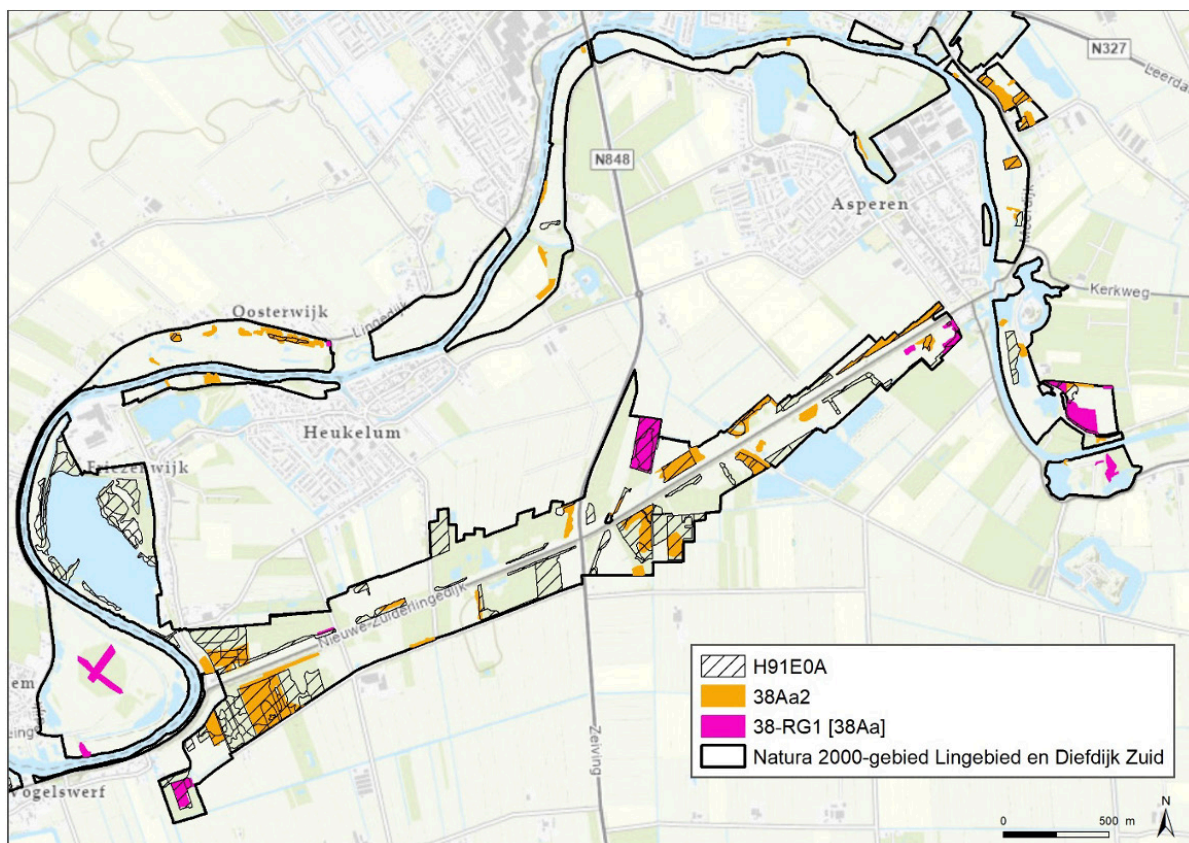 N327
Leerda
N848
Asperen
Kerkweg
Oosterwijk
Lingedijk
Heukelum
Friezenwijk
Nieuwe-Zuiderlingedijk
Zeiving
em
Vogelswerf
H91E0A
38Aa2
38-RG1 [38Aa]
Natura 2000-gebied Lingebied en Diefdijk Zuid
0 500 m
N